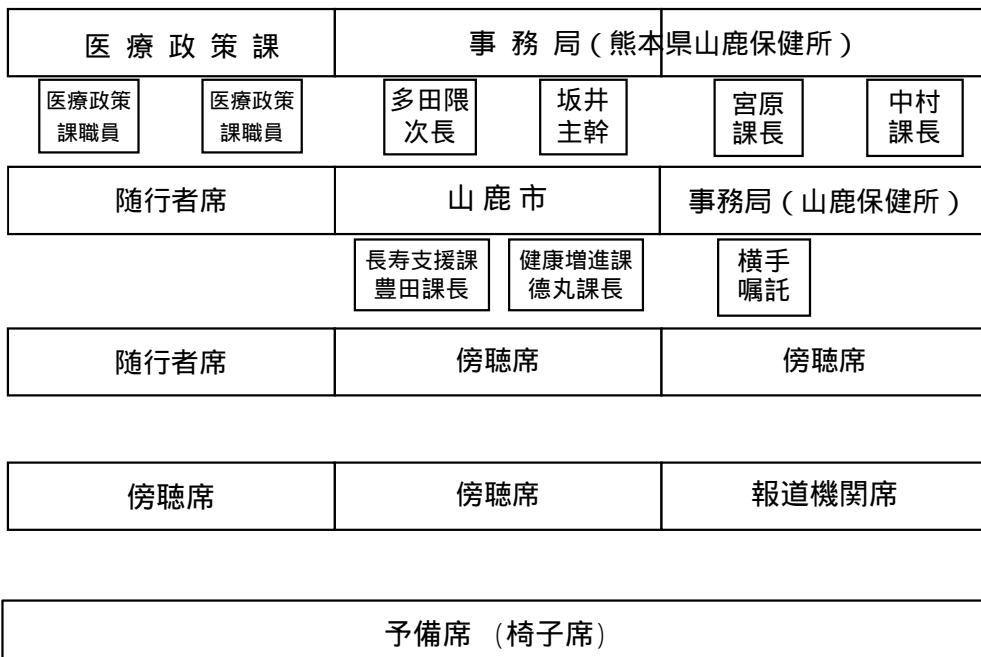 医 療 政 策 課
事 務 局（熊本県山鹿保健所）
医療政策
課職員
医療政策
課職員
多田隈
次長
坂井
主幹
宮原
課長
中村
課長
随行者席
山 鹿 市
事務局（山鹿保健所）
長寿支援課
豊田課長
健康増進課
德丸課長
横手
嘱託
随行者席
傍聴席
傍聴席
傍聴席
傍聴席
報道機関席
予備席 (椅子席)